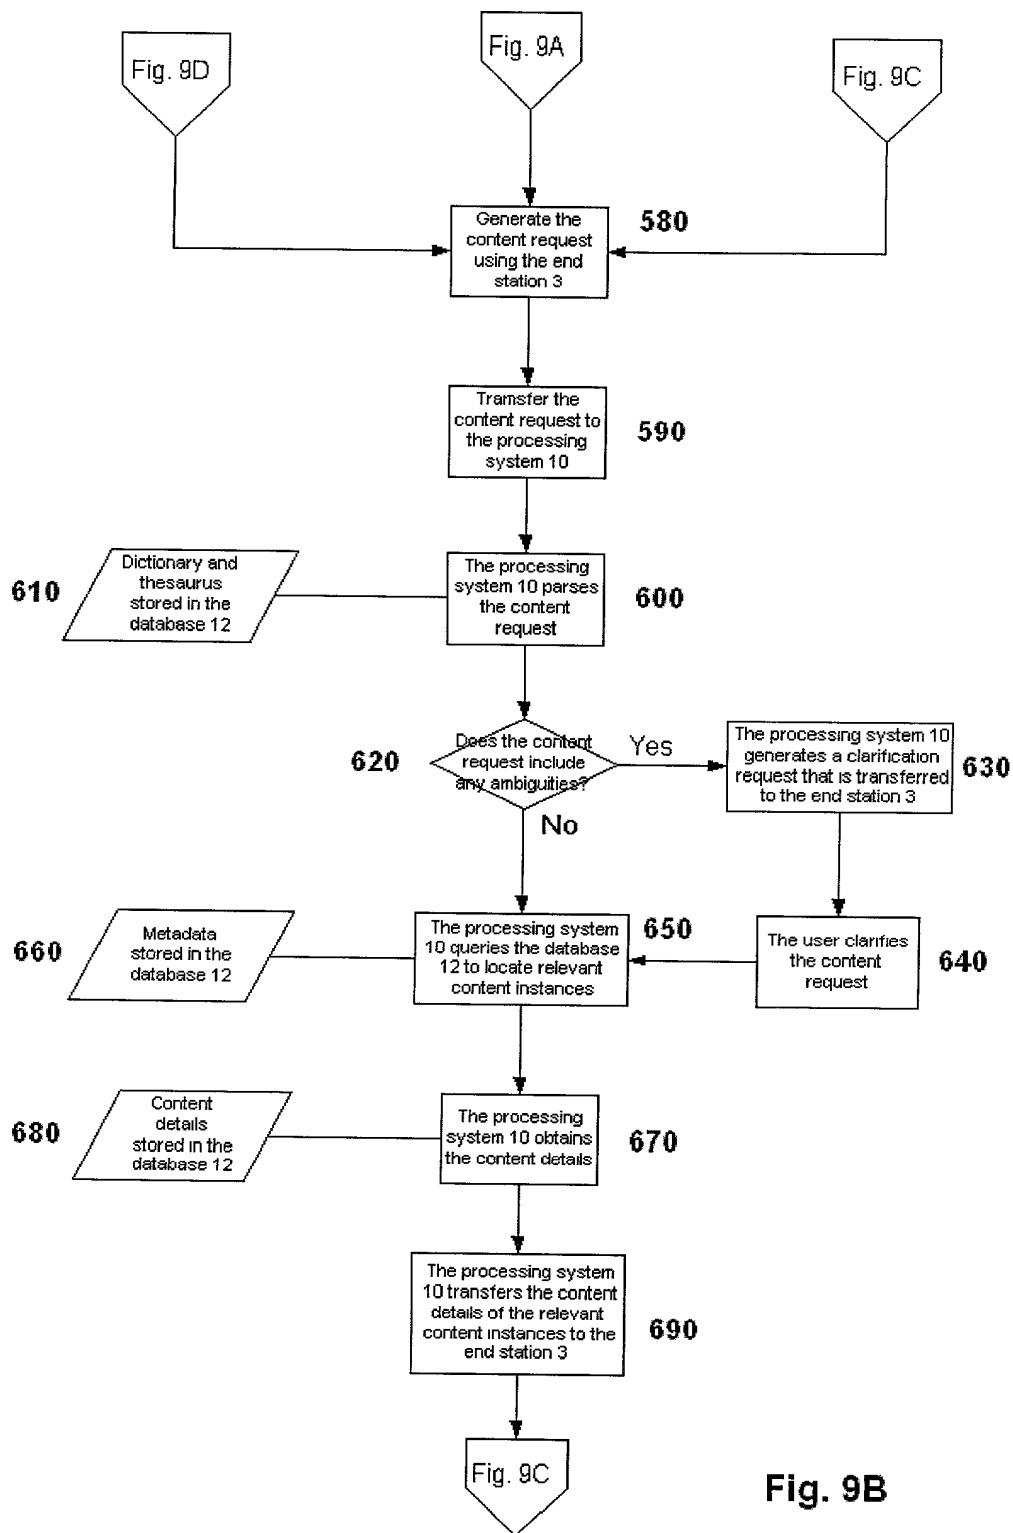 Fig. 9D
Fig. 9A
Fig. 9C
Generate the
content request
using the end
station 3
580
Tramsfer the
content request to
the processing
system 10
590
Dictionary and
thesaurus
stored in the
database 12
610
The processing
system 10 parses
the content
request
600
Does the content
request include
any ambiguities?
620
Yes
No
The processing system 10
generates a clarification
request that is transferred
to the end station 3
630
The user clarifies
the content
request
640
The processing system
10 queries the database
12 to locate relevant
content instances
650
Metadata
stored in the
database 12
660
The processing
system 10 obtains
the content details
670
Content
details
stored in the
database 12
680
The processing system
10 transfers the content
details of the relevant
content instances to the
end station 3
690
Fig. 9C
Fig. 9B